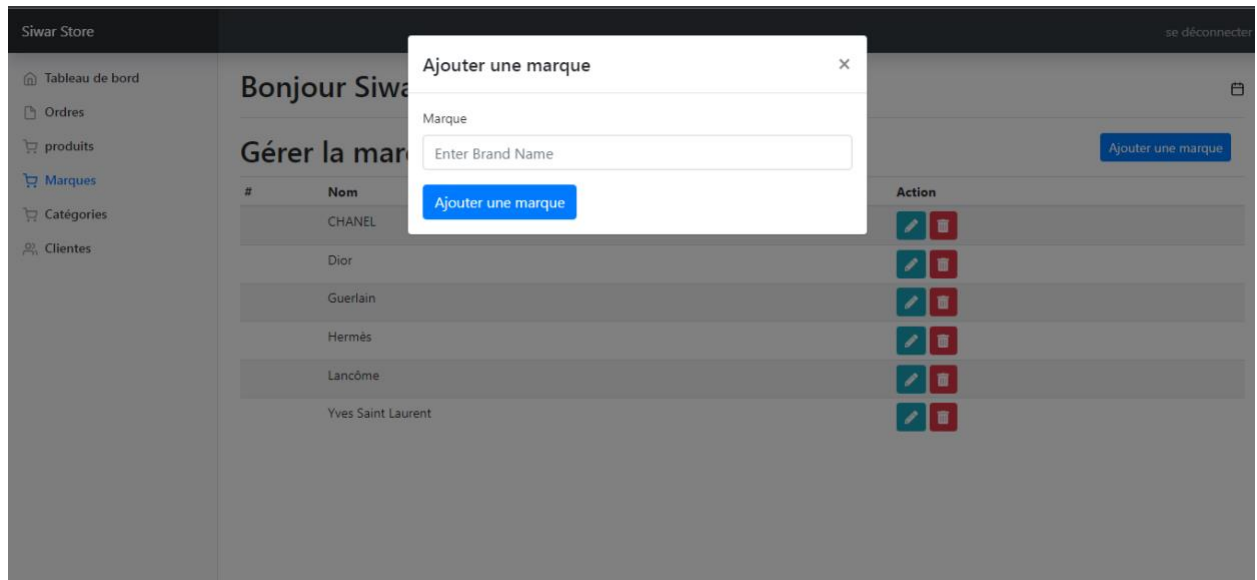 Siwar Store
se déconnecter
Ajouter une marque ×
Tableau de bord
Ordres
produits
Marques
Catégories
Clientes
Bonjour Siwa
Marque
Enter Brand Name
Gérer la mar
Ajouter une marque
Ajouter une marque
# Nom Action
CHANEL
Dior
Guerlain
Hermès
Lancôme
Yves Saint Laurent